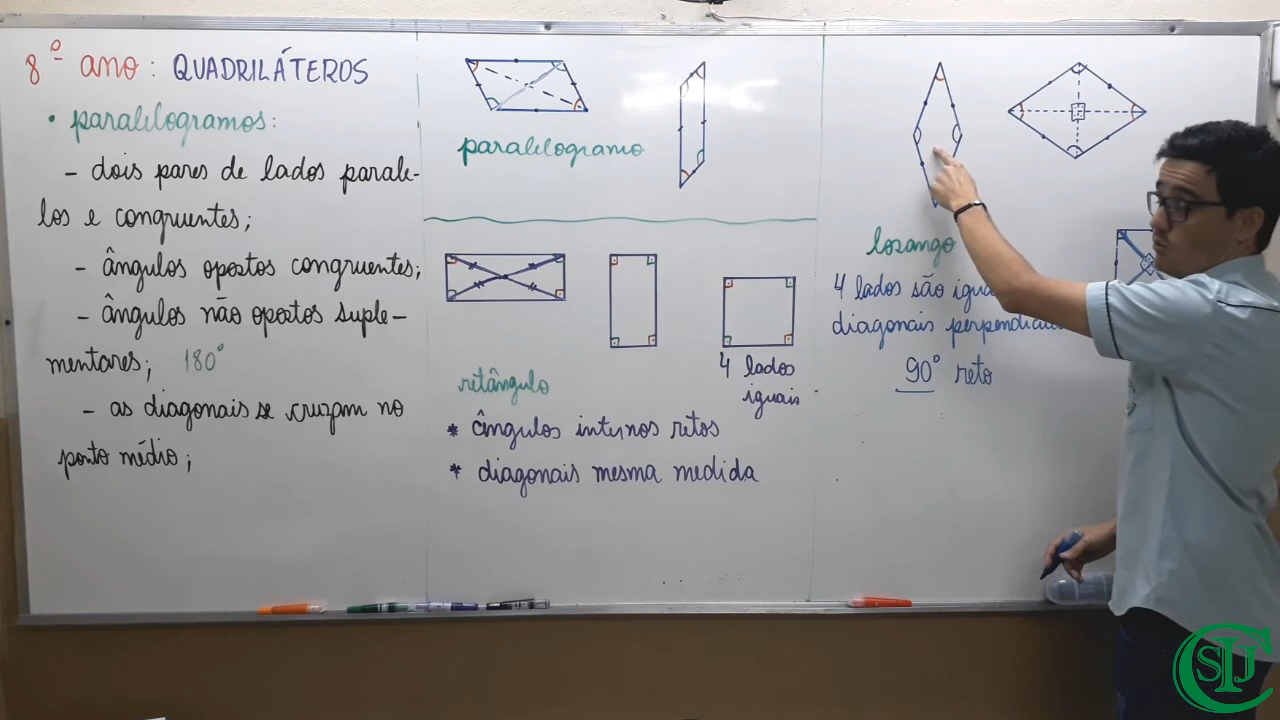 8º ano: QUADRILÁTEROS
• paralelogramos:
- dois pares de lados parale-
los e congruentes;
- ângulos opostos congruentes;
- ângulos não opostos suple-
mentares; 180°
- as diagonais se cruzam no
ponto médio;
paralelogramo
retângulo
4 lados
iguais
* ângulos internos retos
* diagonais mesma medida
losango
4 lados são
diagonais
90° reto
CSIJ